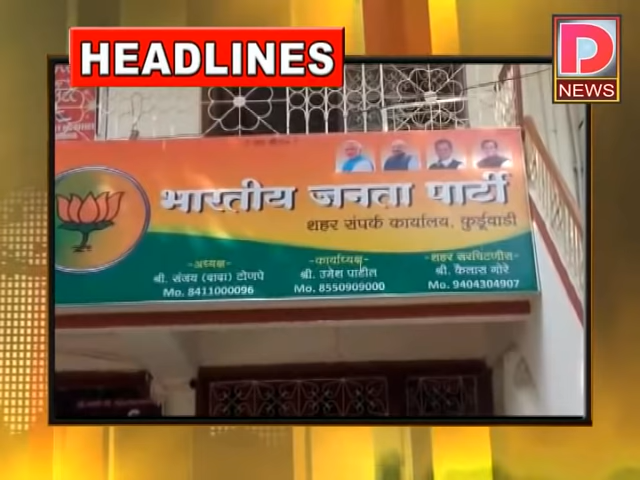 HEADLINES
D
NEWS
भारतीय जनता पार्टी
शहर संपर्क कार्यालय, कुर्डूवाडी
-अध्यक्ष-
श्री. संजय (बाबा) टोणपे
Mo. 8411000096
-कार्याध्यक्ष-
श्री. उमेश पाटील
Mo. 8550909000
-शहर सरचिटणीस-
श्री. कैलास गोरे
Mo. 9404304907